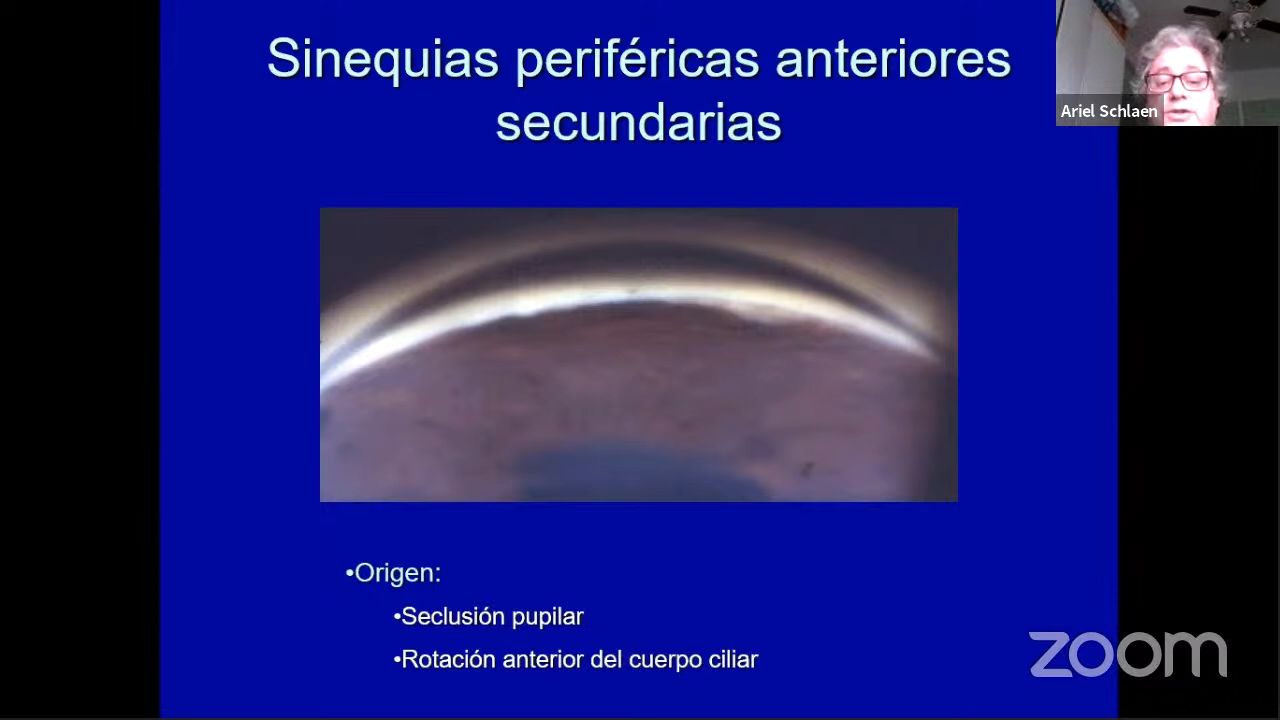 Sinequias periféricas anteriores
secundarias
Ariel Schlaen
•Origen:
•Seclusión pupilar
•Rotación anterior del cuerpo ciliar
zoom